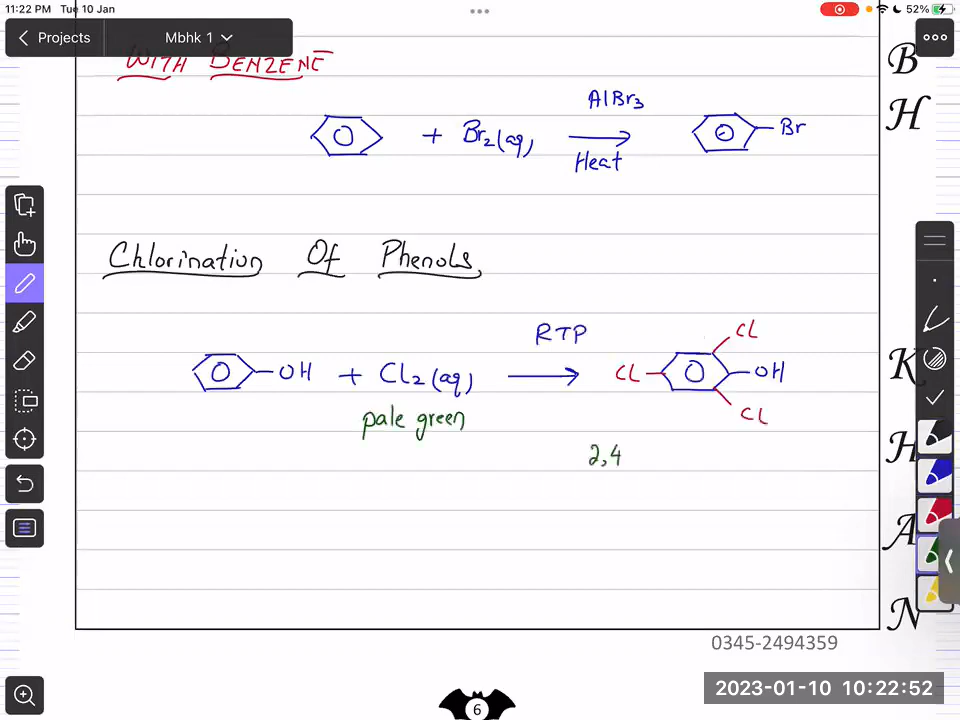 11:22 PM Tue 10 Jan
52%
Projects
Mbhk 1
WITH BENZENE
AlBr3
+ Br2(aq) Br
Heat
Chlorination Of Phenols
RTP
Cl
OH + Cl2(aq) Cl OH
Cl
pale green
2,4
B
H
K
H
A
N
0345-2494359
2023-01-10 10:22:52
6